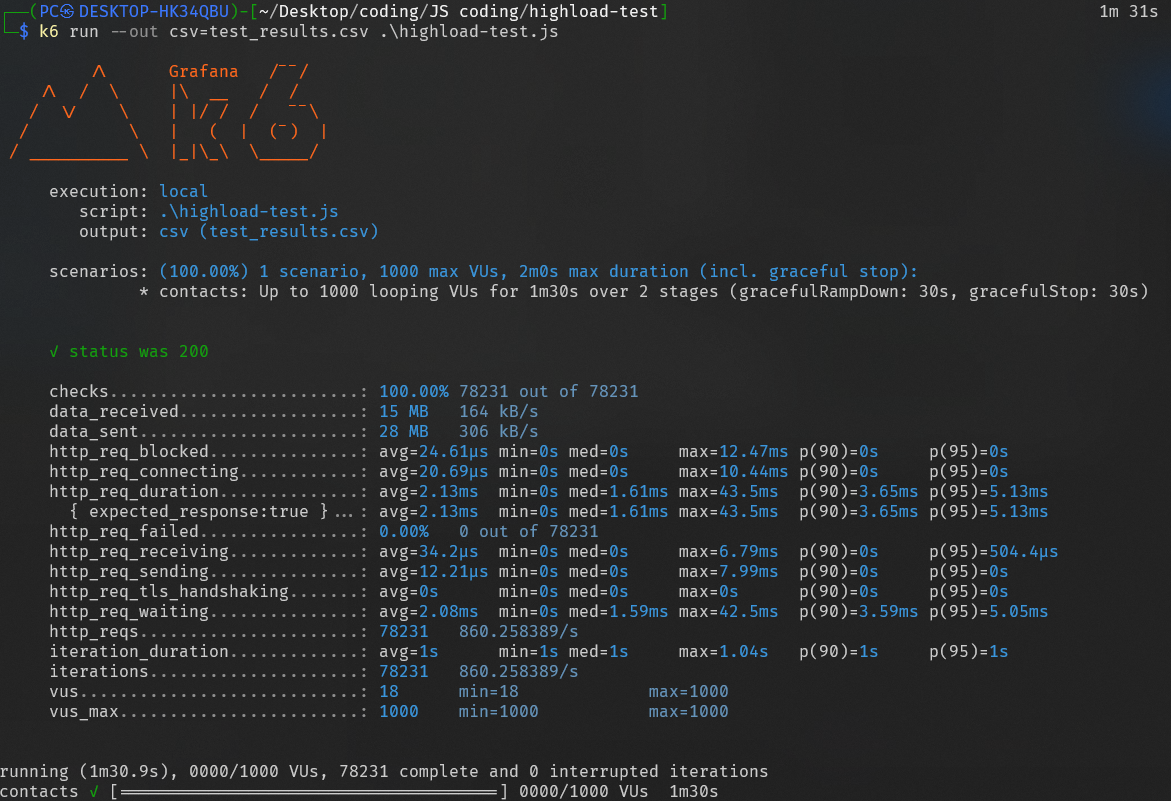 ┌──(PC㉿DESKTOP-HK34QBU)-[~/Desktop/coding/JS coding/highload-test] 1m 31s
└─$ k6 run --out csv=test_results.csv .\highload-test.js
Grafana
execution: local
script: .\highload-test.js
output: csv (test_results.csv)
scenarios: (100.00%) 1 scenario, 1000 max VUs, 2m0s max duration (incl. graceful stop):
* contacts: Up to 1000 looping VUs for 1m30s over 2 stages (gracefulRampDown: 30s, gracefulStop: 30s)
√ status was 200
checks.........................: 100.00% 78231 out of 78231
data_received..................: 15 MB 164 kB/s
data_sent......................: 28 MB 306 kB/s
http_req_blocked...............: avg=24.61µs min=0s med=0s max=12.47ms p(90)=0s p(95)=0s
http_req_connecting............: avg=20.69µs min=0s med=0s max=10.44ms p(90)=0s p(95)=0s
http_req_duration..............: avg=2.13ms min=0s med=1.61ms max=43.5ms p(90)=3.65ms p(95)=5.13ms
{ expected_response:true }...: avg=2.13ms min=0s med=1.61ms max=43.5ms p(90)=3.65ms p(95)=5.13ms
http_req_failed................: 0.00% 0 out of 78231
http_req_receiving.............: avg=34.2µs min=0s med=0s max=6.79ms p(90)=0s p(95)=504.4µs
http_req_sending...............: avg=12.21µs min=0s med=0s max=7.99ms p(90)=0s p(95)=0s
http_req_tls_handshaking.......: avg=0s min=0s med=0s max=0s p(90)=0s p(95)=0s
http_req_waiting...............: avg=2.08ms min=0s med=1.59ms max=42.5ms p(90)=3.59ms p(95)=5.05ms
http_reqs......................: 78231 860.258389/s
iteration_duration.............: avg=1s min=1s med=1s max=1.04s p(90)=1s p(95)=1s
iterations.....................: 78231 860.258389/s
vus............................: 18 min=18 max=1000
vus_max........................: 1000 min=1000 max=1000
running (1m30.9s), 0000/1000 VUs, 78231 complete and 0 interrupted iterations
contacts √ [======================================] 0000/1000 VUs 1m30s